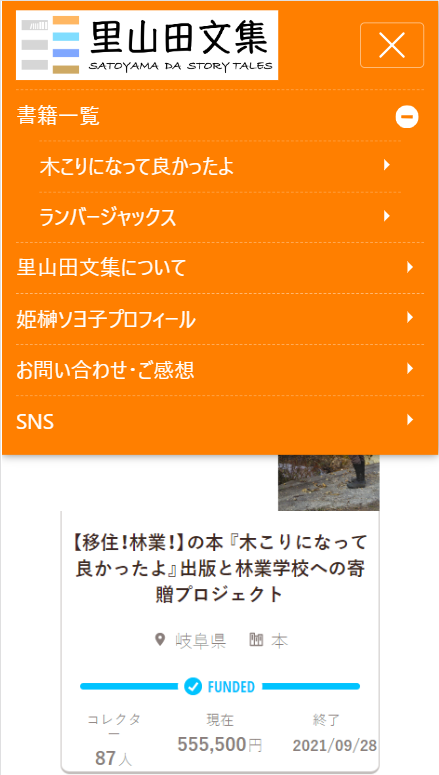 里山田文集
SATOYAMA DA STORY TALES
書籍一覧
木こりになって良かったよ
ランバージャックス
里山田文集について
姫榊ソヨ子プロフィール
お問い合わせ・ご感想
SNS
【移住！林業！】の本『木こりになって
良かったよ』出版と林業学校への寄
贈プロジェクト
岐阜県 本
FUNDED
コレクタ
ー
87人
現在
555,500円
終了
2021/09/28